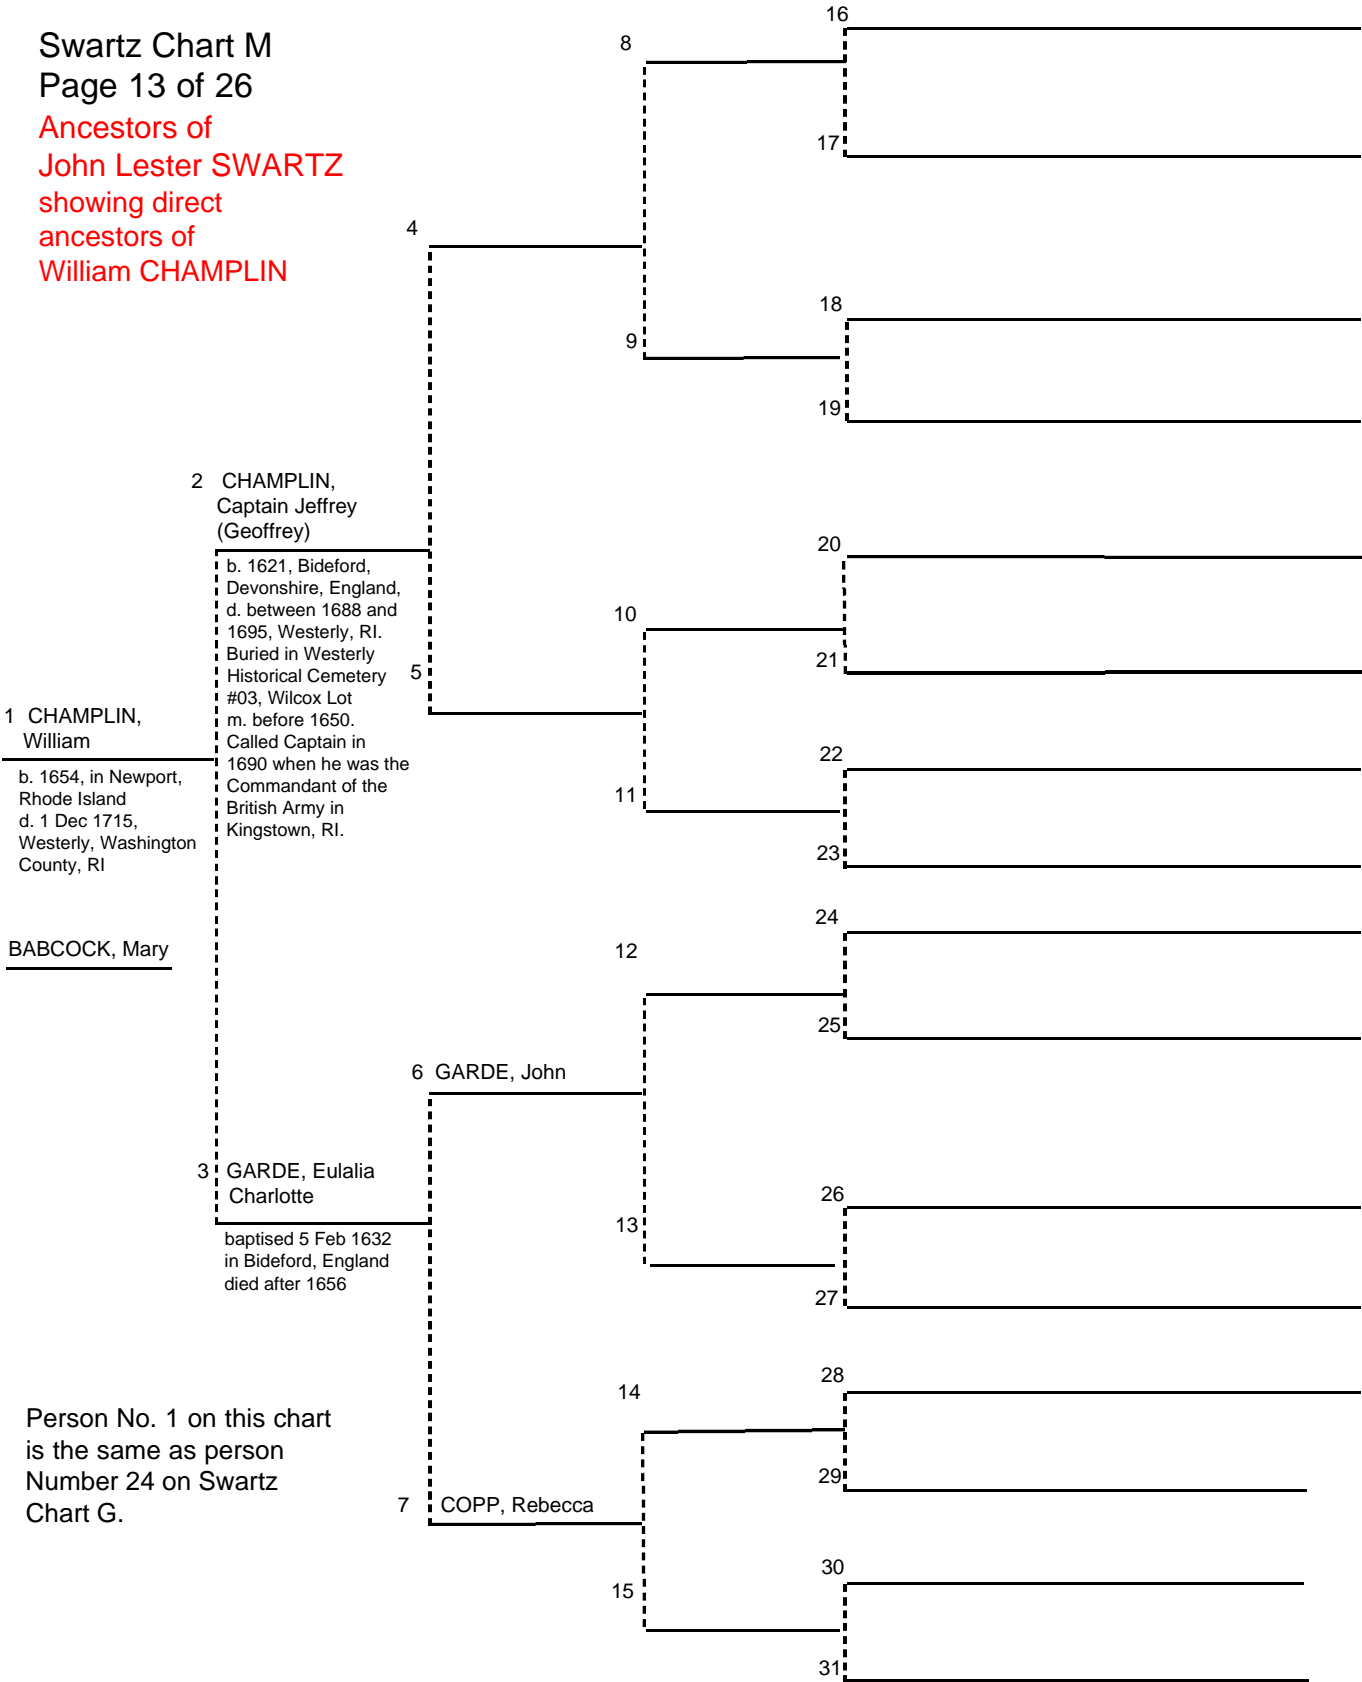 Swartz Chart M
Page 13 of 26
Ancestors of
John Lester SWARTZ
showing direct
ancestors of
William CHAMPLIN
1 CHAMPLIN,
William
b. 1654, in Newport,
Rhode Island
d. 1 Dec 1715,
Westerly, Washington
County, RI
BABCOCK, Mary
2 CHAMPLIN,
Captain Jeffrey
(Geoffrey)
b. 1621, Bideford,
Devonshire, England,
d. between 1688 and
1695, Westerly, RI.
Buried in Westerly
Historical Cemetery
#03, Wilcox Lot
m. before 1650.
Called Captain in
1690 when he was the
Commandant of the
British Army in
Kingstown, RI.
3 GARDE, Eulalia
Charlotte
baptised 5 Feb 1632
in Bideford, England
died after 1656
4
5
6 GARDE, John
7 COPP, Rebecca
8
9
10
11
12
13
14
15
16
17
18
19
20
21
22
23
24
25
26
27
28
29
30
31
Person No. 1 on this chart
is the same as person
Number 24 on Swartz
Chart G.